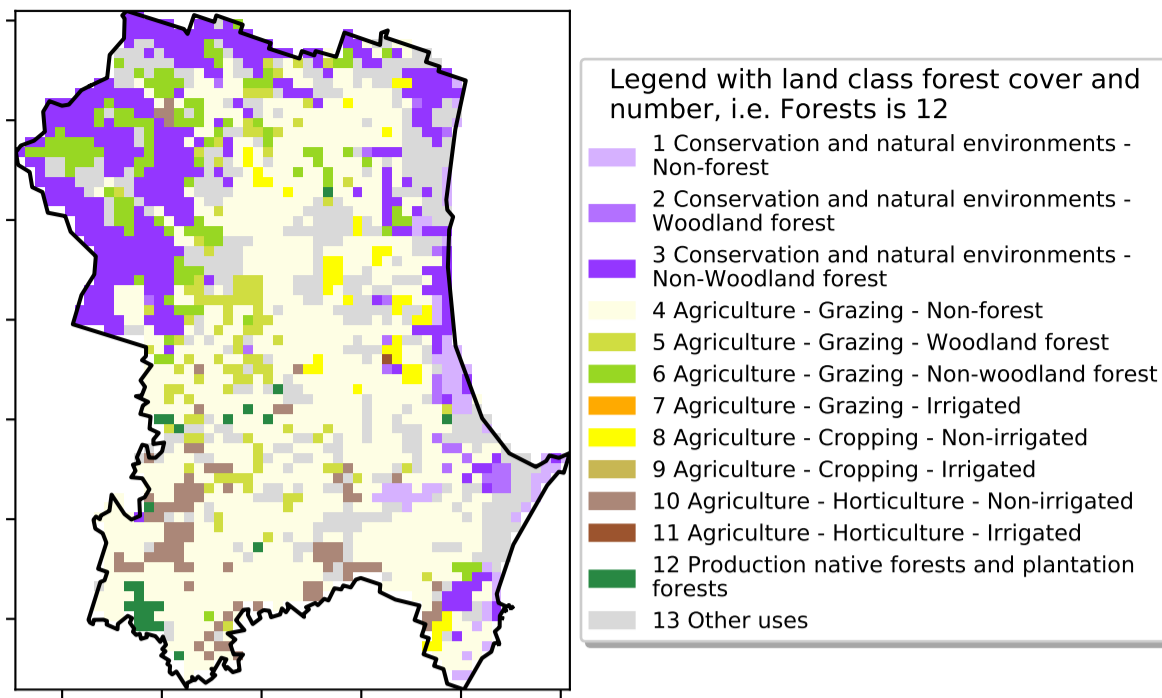 Legend with land class forest cover and
number, i.e. Forests is 12
1 Conservation and natural environments -
Non-forest
2 Conservation and natural environments -
Woodland forest
3 Conservation and natural environments -
Non-Woodland forest
4 Agriculture - Grazing - Non-forest
5 Agriculture - Grazing - Woodland forest
6 Agriculture - Grazing - Non-woodland forest
7 Agriculture - Grazing - Irrigated
8 Agriculture - Cropping - Non-irrigated
9 Agriculture - Cropping - Irrigated
10 Agriculture - Horticulture - Non-irrigated
11 Agriculture - Horticulture - Irrigated
12 Production native forests and plantation
forests
13 Other uses